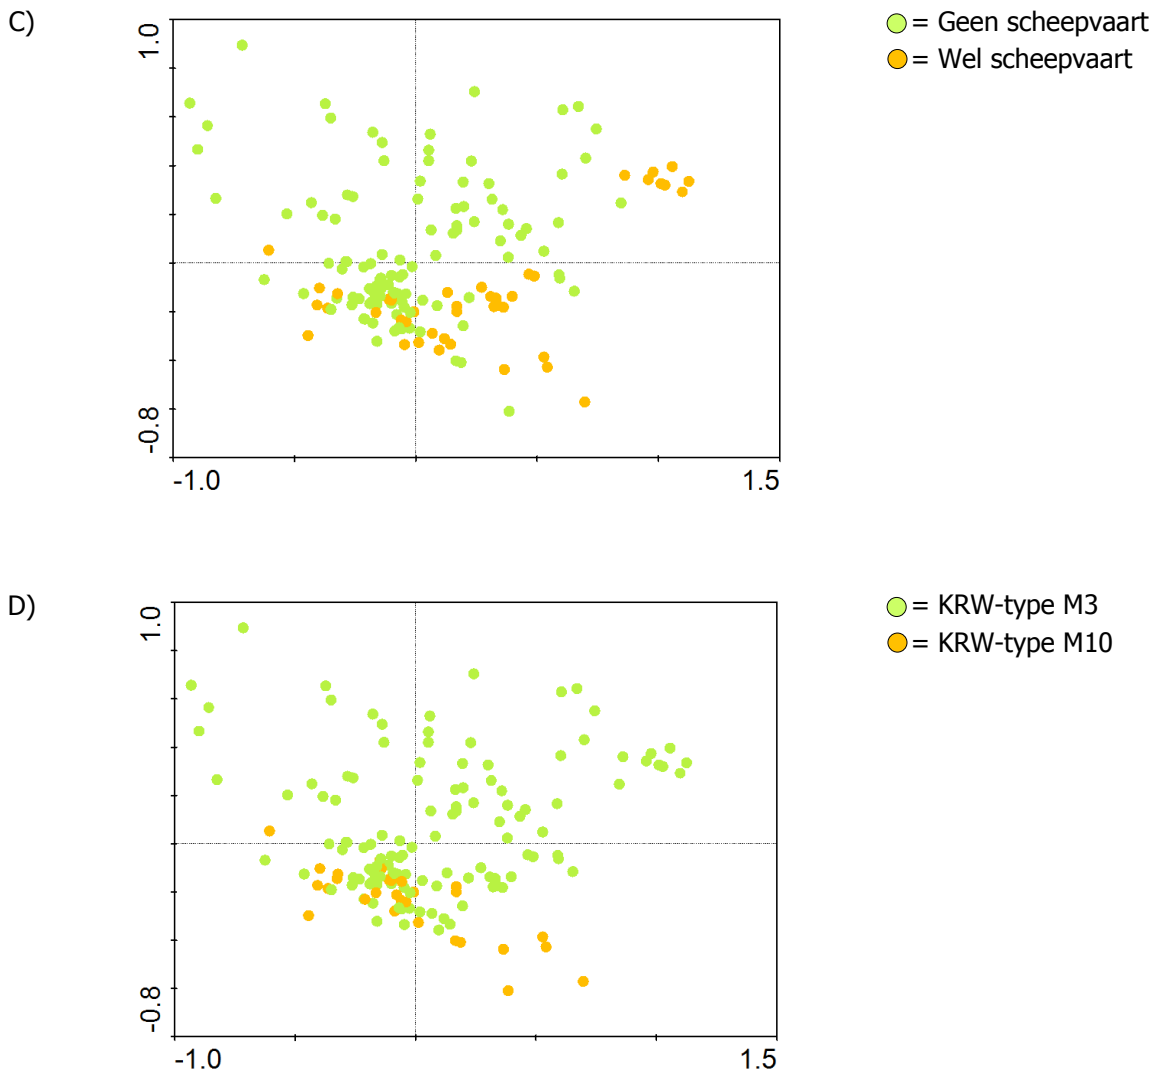 C)
1.0
-0.8
-1.0
1.5
= Geen scheepvaart
= Wel scheepvaart
D)
1.0
-0.8
-1.0
1.5
= KRW-type M3
= KRW-type M10